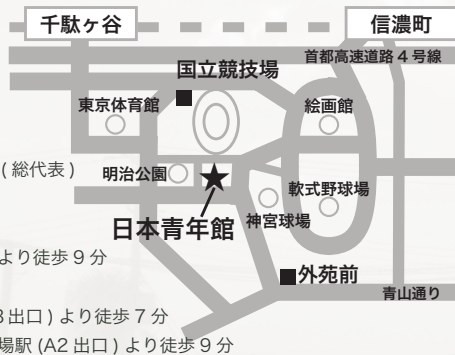 千駄ヶ谷
信濃町
首都高速道路4号線
国立競技場
東京体育館
絵画館
(総代表)
明治公園
軟式野球場
日本青年館
神宮球場
より徒歩9分
外苑前
青山通り
出口)より徒歩7分
場駅(A2出口)より徒歩9分